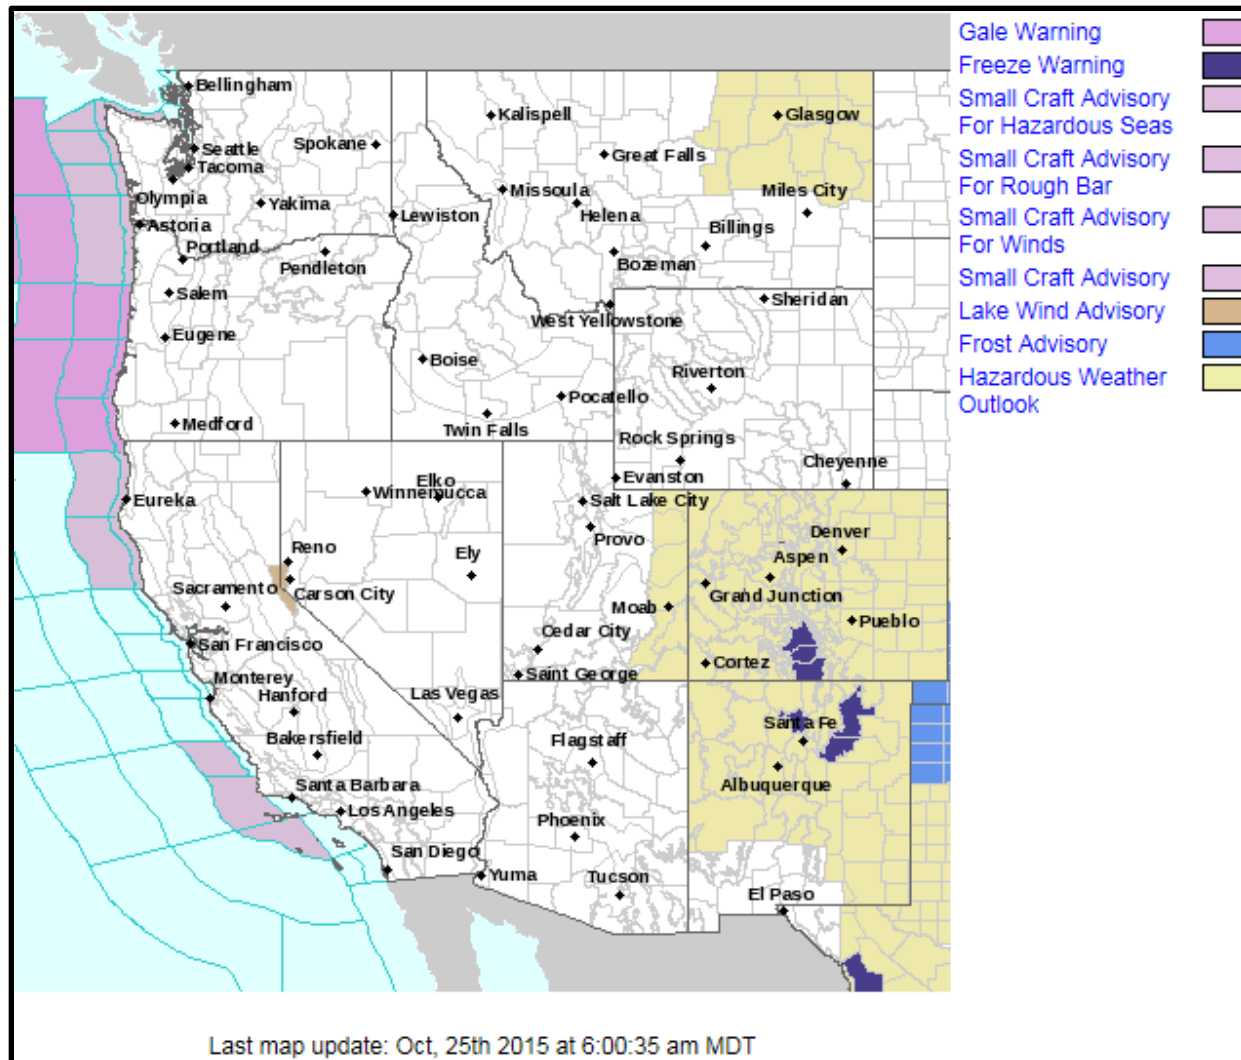 Gale Warning
Freeze Warning
Small Craft Advisory
For Hazardous Seas
Small Craft Advisory
For Rough Bar
Small Craft Advisory
For Winds
Small Craft Advisory
Lake Wind Advisory
Frost Advisory
Hazardous Weather
Outlook
Bellingham
Kalispell
Glasgow
Seattle
Spokane
Great Falls
Tacoma
Olympia
Yakima
Missoula
Miles City
Astoria
Lewiston
Helena
Billings
Portland
Pendleton
Bozeman
Salem
Sheridan
West Yellowstone
Eugene
Boise
Riverton
Pocatello
Medford
Twin Falls
Rock Springs
Cheyenne
Elko
Evanston
Eureka
Winnemucca
Salt Lake City
Provo
Denver
Reno
Ely
Aspen
Sacramento
Carson City
Grand Junction
Moab
Pueblo
Cedar City
San Francisco
Cortez
Saint George
Monterey
Hanford
Las Vegas
Santa Fe
Bakersfield
Flagstaff
Santa Barbara
Albuquerque
Los Angeles
Phoenix
San Diego
Yuma
Tucson
El Paso
Last map update: Oct, 25th 2015 at 6:00:35 am MDT